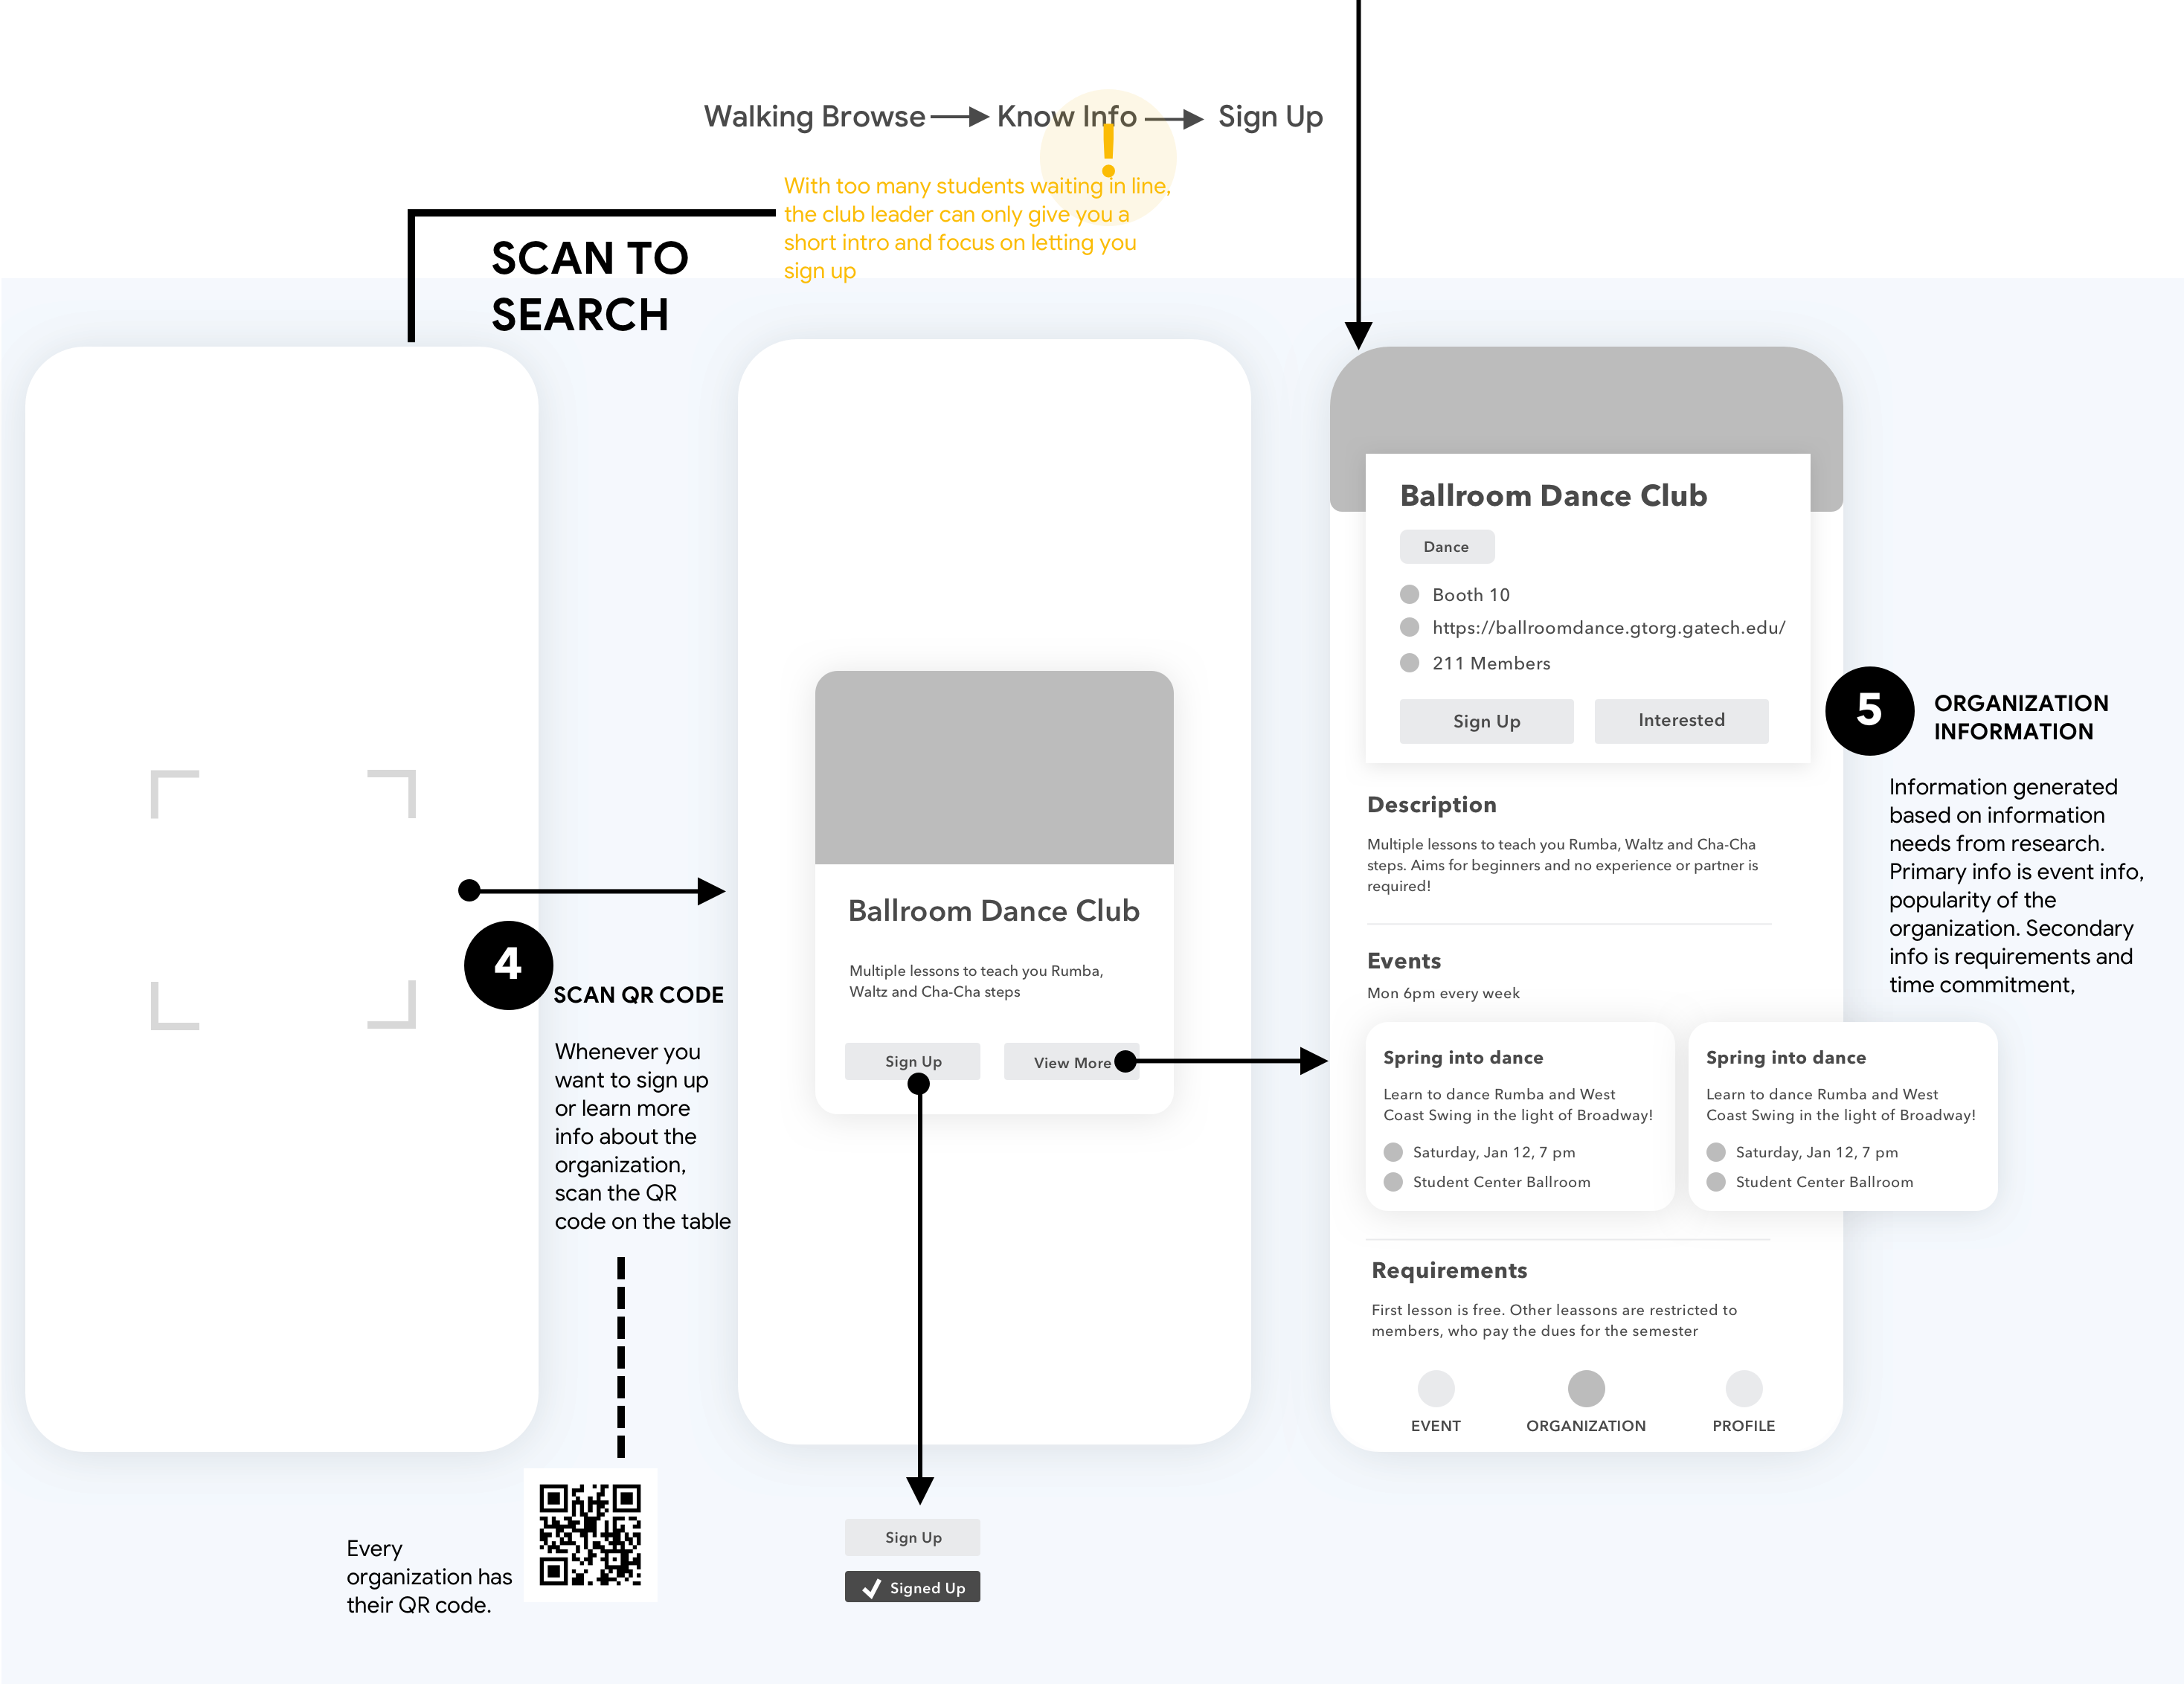 Walking Browse Know Info Sign Up
!
With too many students waiting in line,
the club leader can only give you a
short intro and focus on letting you
sign up
SCAN TO
SEARCH
4
SCAN QR CODE
Whenever you
want to sign up
or learn more
info about the
organization,
scan the QR
code on the table
Every
organization has
their QR code.
Ballroom Dance Club
Multiple lessons to teach you Rumba,
Waltz and Cha-Cha steps
Sign Up View More
Sign Up
Signed Up
Ballroom Dance Club
Dance
Booth 10
https://ballroomdance.gtorg.gatech.edu/
211 Members
Sign Up Interested
Description
Multiple lessons to teach you Rumba, Waltz and Cha-Cha
steps. Aims for beginners and no experience or partner is
required!
Events
Mon 6pm every week
Spring into dance
Learn to dance Rumba and West
Coast Swing in the light of Broadway!
Saturday, Jan 12, 7 pm
Student Center Ballroom
Spring into dance
Learn to dance Rumba and West
Coast Swing in the light of Broadway!
Saturday, Jan 12, 7 pm
Student Center Ballroom
Requirements
First lesson is free. Other leassons are restricted to
members, who pay the dues for the semester
EVENT ORGANIZATION PROFILE
5
ORGANIZATION
INFORMATION
Information generated
based on information
needs from research.
Primary info is event info,
popularity of the
organization. Secondary
info is requirements and
time commitment,